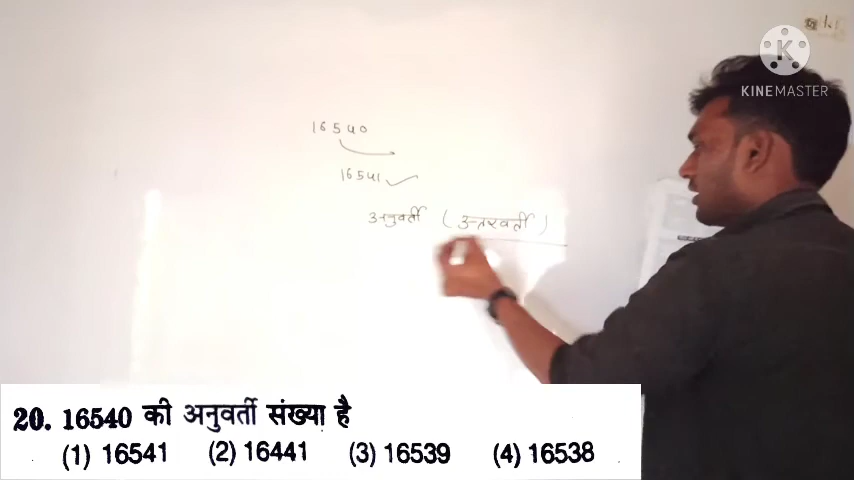 KINEMASTER
16540
16541
अनुवर्ती (उत्तरवर्ती)
20. 16540 की अनुवर्ती संख्या है
(1) 16541 (2) 16441 (3) 16539 (4) 16538